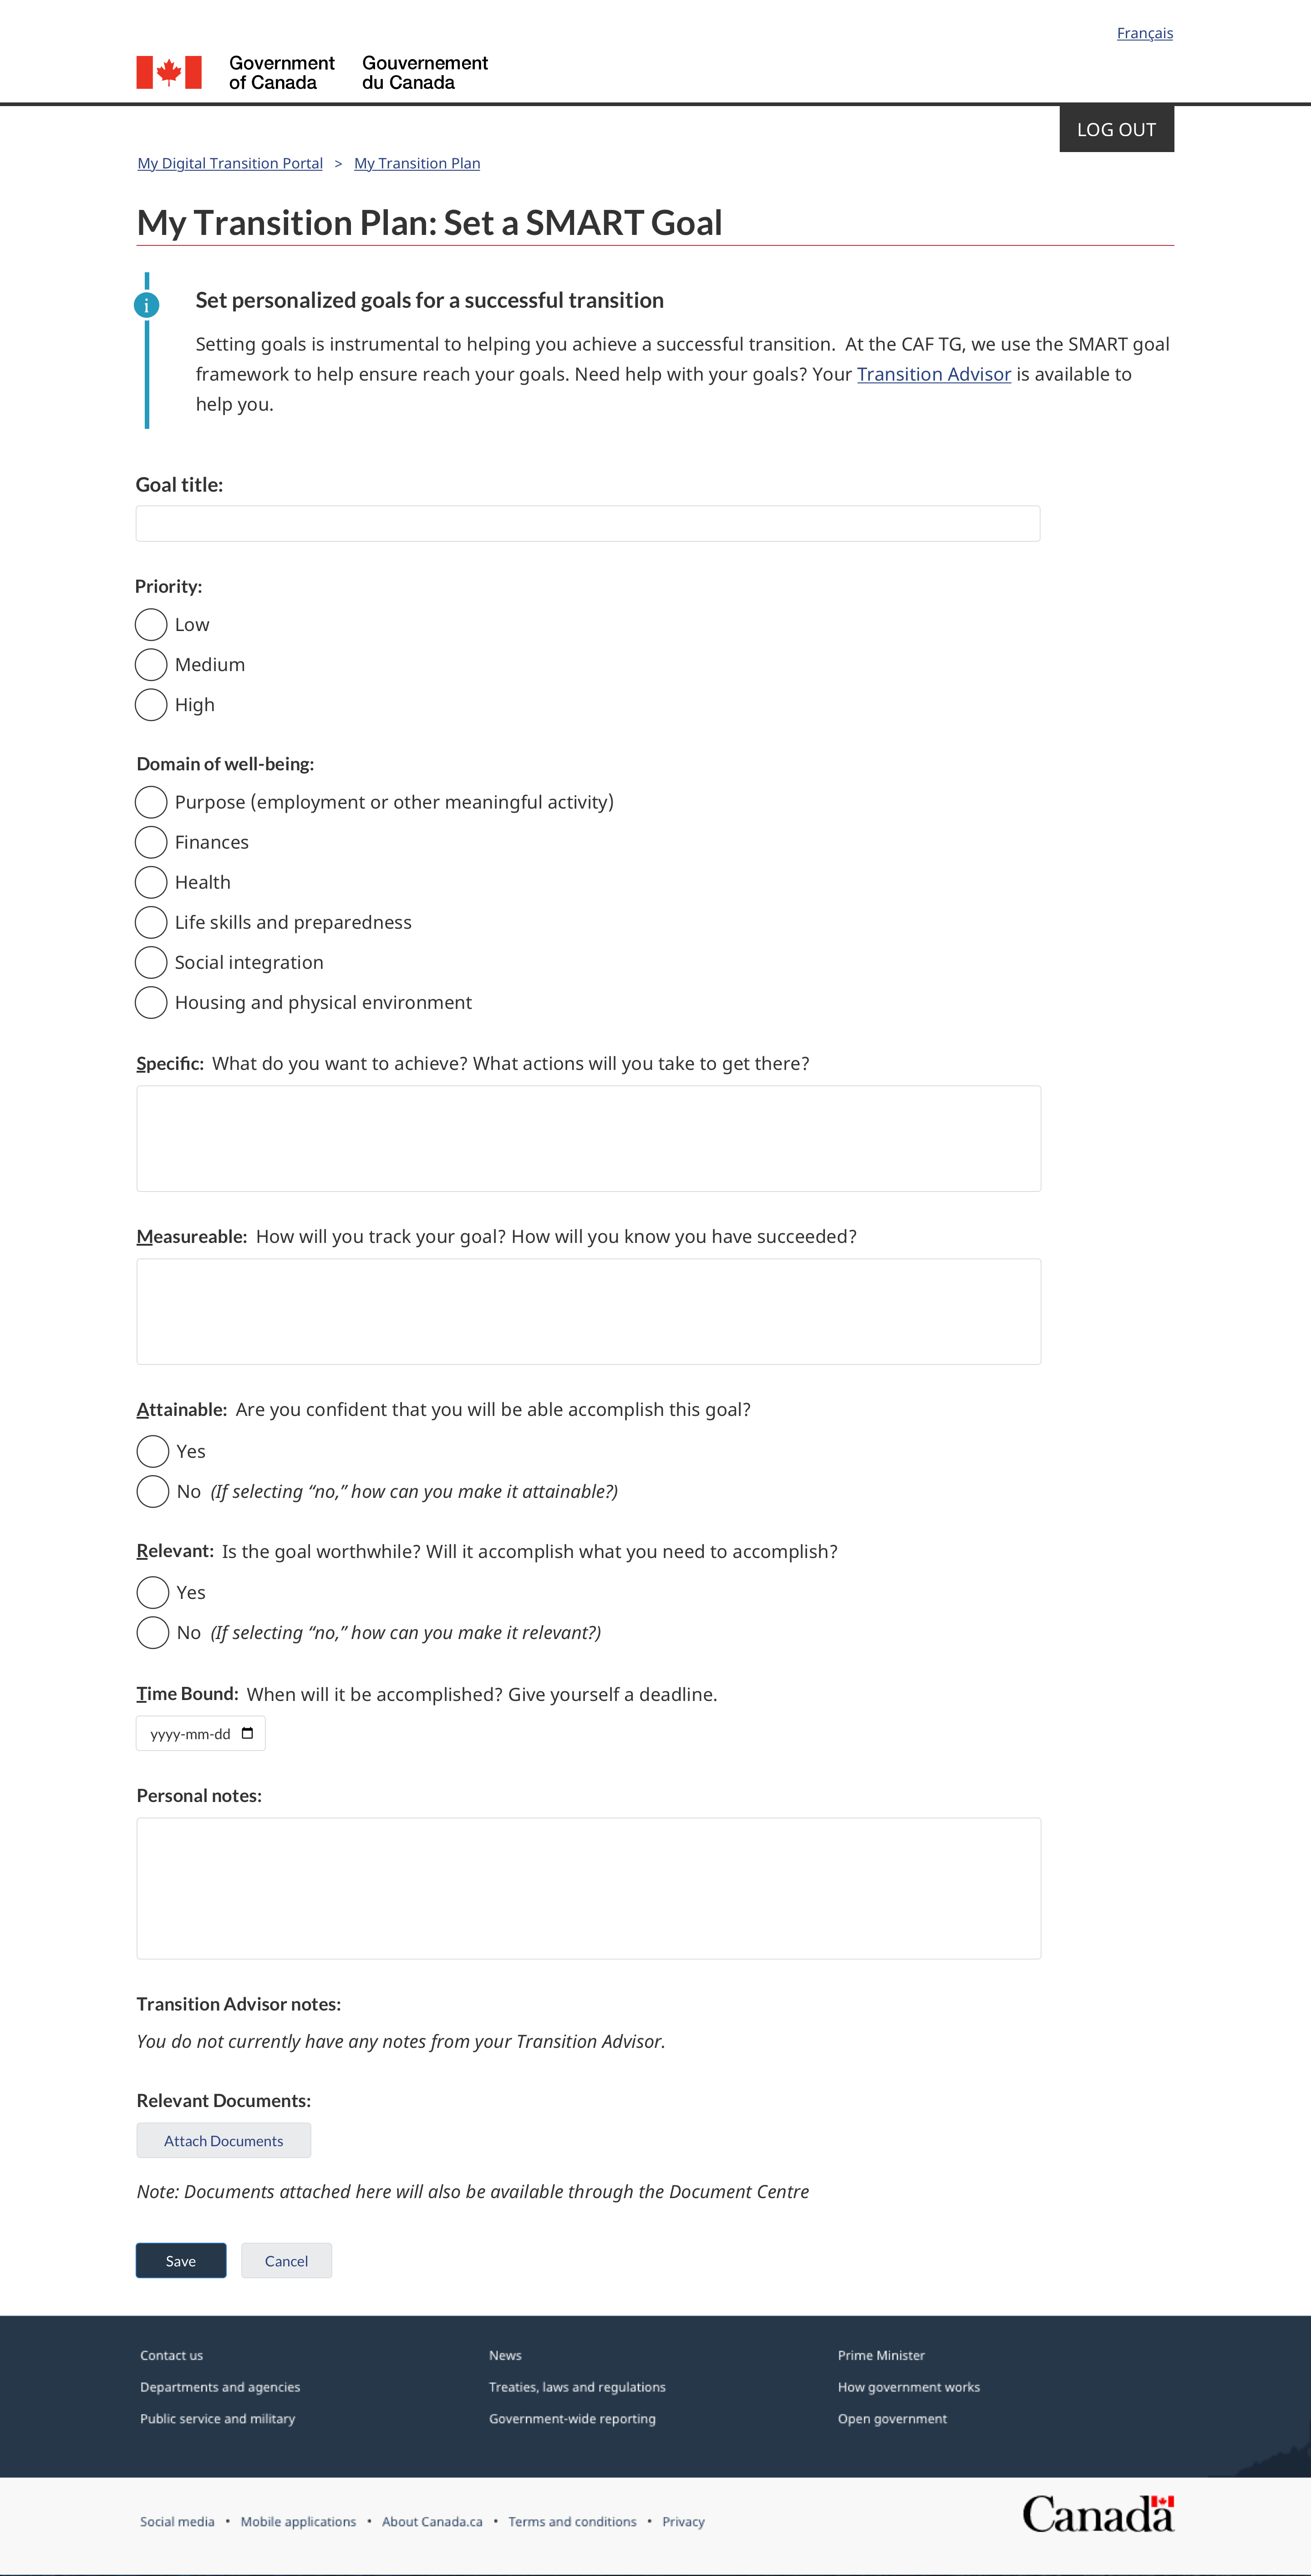 Français
Government of Canada
Gouvernement du Canada
LOG OUT
My Digital Transition Portal > My Transition Plan
My Transition Plan: Set a SMART Goal
Set personalized goals for a successful transition
Setting goals is instrumental to helping you achieve a successful transition. At the CAF TG, we use the SMART goal
framework to help ensure reach your goals. Need help with your goals? Your Transition Advisor is available to
help you.
Goal title:
Priority:
Low
Medium
High
Domain of well-being:
Purpose (employment or other meaningful activity)
Finances
Health
Life skills and preparedness
Social integration
Housing and physical environment
Specific: What do you want to achieve? What actions will you take to get there?
Measureable: How will you track your goal? How will you know you have succeeded?
Attainable: Are you confident that you will be able accomplish this goal?
Yes
No (If selecting “no,” how can you make it attainable?)
Relevant: Is the goal worthwhile? Will it accomplish what you need to accomplish?
Yes
No (If selecting “no,” how can you make it relevant?)
Time Bound: When will it be accomplished? Give yourself a deadline.
yyyy-mm-dd
Personal notes:
Transition Advisor notes:
You do not currently have any notes from your Transition Advisor.
Relevant Documents:
Attach Documents
Note: Documents attached here will also be available through the Document Centre
Save Cancel
Contact us News Prime Minister
Departments and agencies Treaties, laws and regulations How government works
Public service and military Government-wide reporting Open government
Social media • Mobile applications • About Canada.ca • Terms and conditions • Privacy
Canada